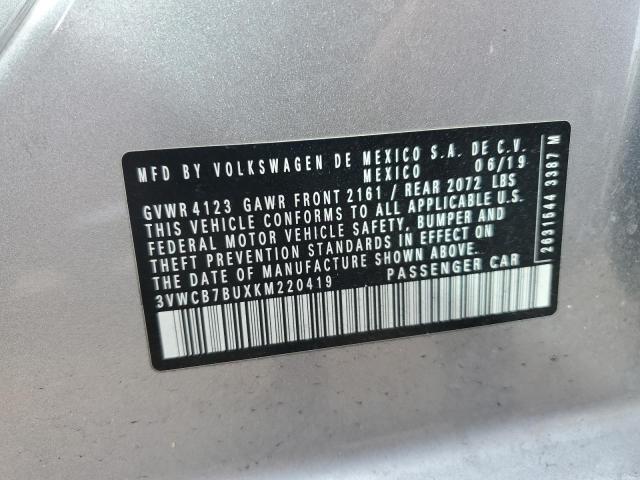 MFD BY VOLKSWAGEN DE MEXICO S.A. DE C.V.
MEXICO 06/19
GVWR 4123 GAWR FRONT 2161 / REAR 2072 LBS
THIS VEHICLE CONFORMS TO ALL APPLICABLE U.S.
FEDERAL MOTOR VEHICLE SAFETY, BUMPER AND
THEFT PREVENTION STANDARDS IN EFFECT ON
THE DATE OF MANUFACTURE SHOWN ABOVE.
3VWCB7BUXKM220419 PASSENGER CAR
2631544 3387 M